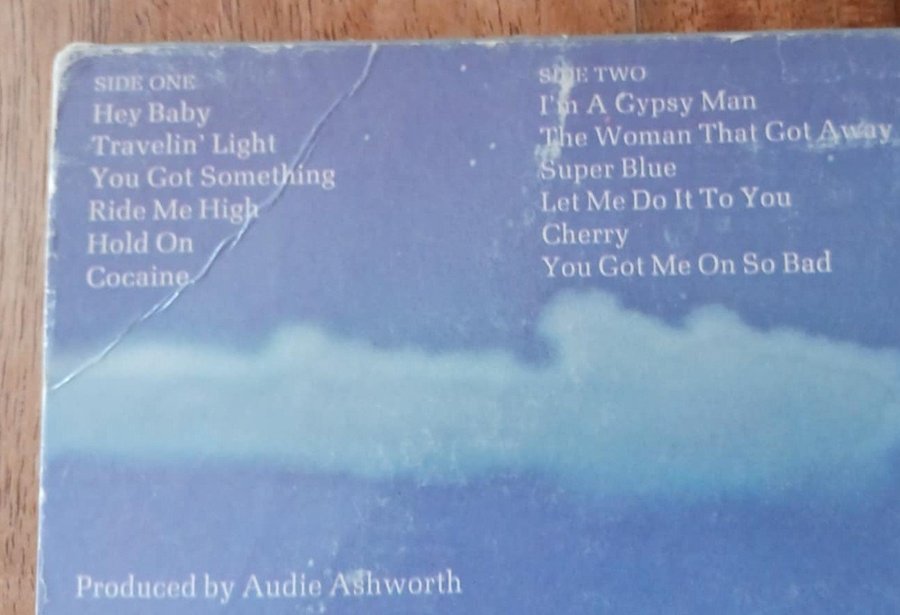 SIDE ONE
Hey Baby
Travelin' Light
You Got Something
Ride Me High
Hold On
Cocaine
SIDE TWO
I'm A Gypsy Man
The Woman That Got Away
Super Blue
Let Me Do It To You
Cherry
You Got Me On So Bad
Produced by Audie Ashworth